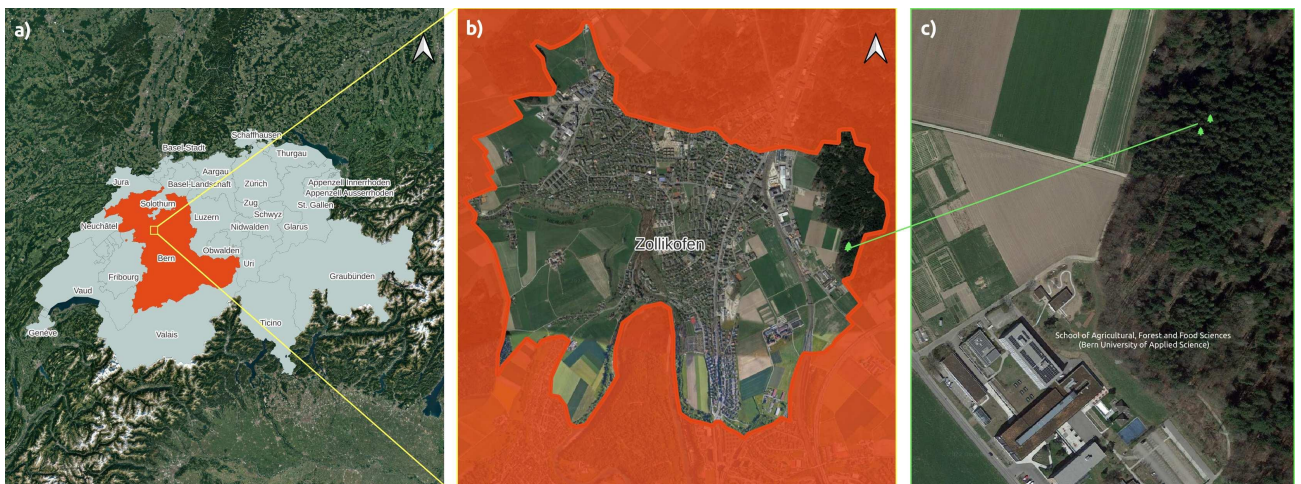 a)
Schaffhausen
Basel-Stadt
Thurgau
Aargau
Jura
Basel-Landschaft
Zürich
Appenzell Innerrhoden
Appenzell Ausserrhoden
Solothurn
Zug
St. Gallen
Luzern
Schwyz
Neuchâtel
Nidwalden
Glarus
Obwalden
Bern
Uri
Fribourg
Graubünden
Vaud
Ticino
Genève
Valais
b)
Zollikofen
c)
School of Agricultural, Forest and Food Sciences
(Bern University of Applied Science)